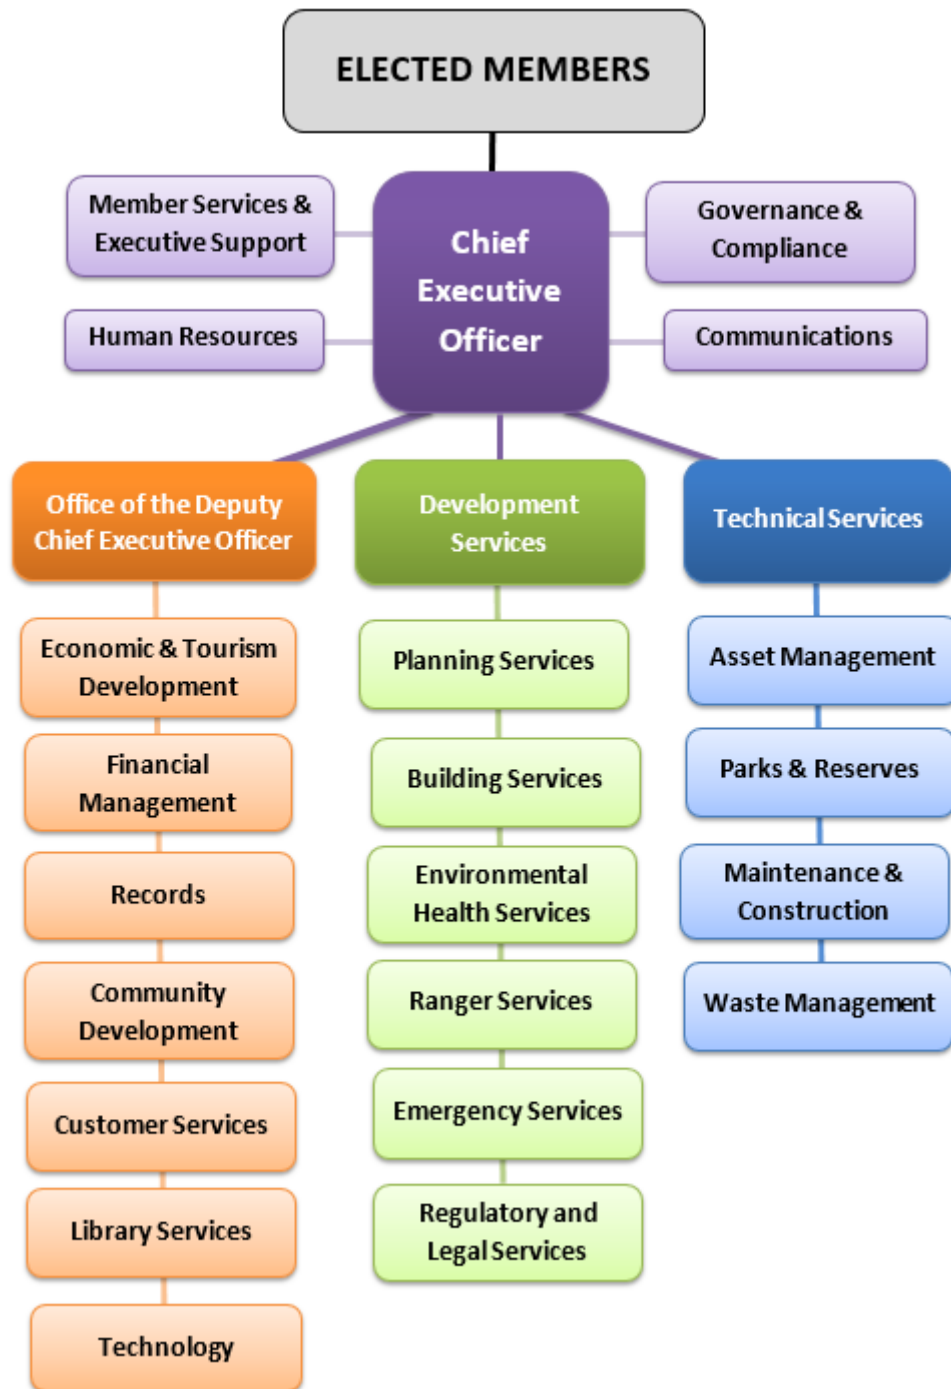 ELECTED MEMBERS
Member Services &
Executive Support
Chief
Executive
Officer
Governance &
Compliance
Human Resources
Communications
Office of the Deputy
Chief Executive Officer
Development
Services
Technical Services
Economic & Tourism
Development
Financial
Management
Records
Community
Development
Customer Services
Library Services
Technology
Planning Services
Building Services
Environmental
Health Services
Ranger Services
Emergency Services
Regulatory and
Legal Services
Asset Management
Parks & Reserves
Maintenance &
Construction
Waste Management